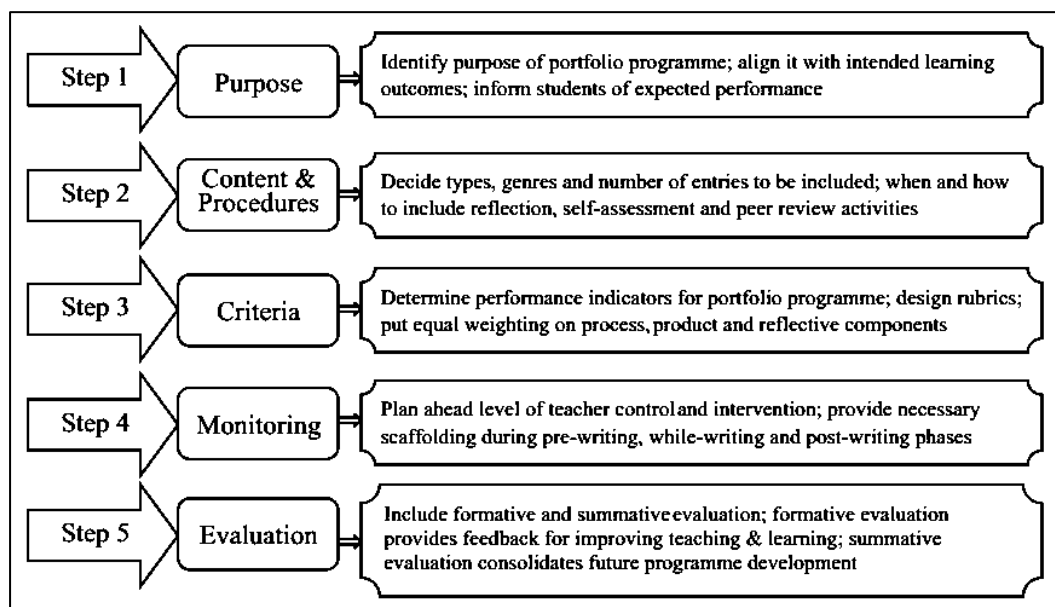 Step 1
Purpose
Identify purpose of portfolio programme; align it with intended learning
outcomes; inform students of expected performance
Step 2
Content &
Procedures
Decide types, genres and number of entries to be included; when and how
to include reflection, self-assessment and peer review activities
Step 3
Criteria
Determine performance indicators for portfolio programme; design rubrics;
put equal weighting on process, product and reflective components
Step 4
Monitoring
Plan ahead level of teacher control and intervention; provide necessary
scaffolding during pre-writing, while-writing and post-writing phases
Step 5
Evaluation
Include formative and summative evaluation; formative evaluation
provides feedback for improving teaching & learning; summative
evaluation consolidates future programme development